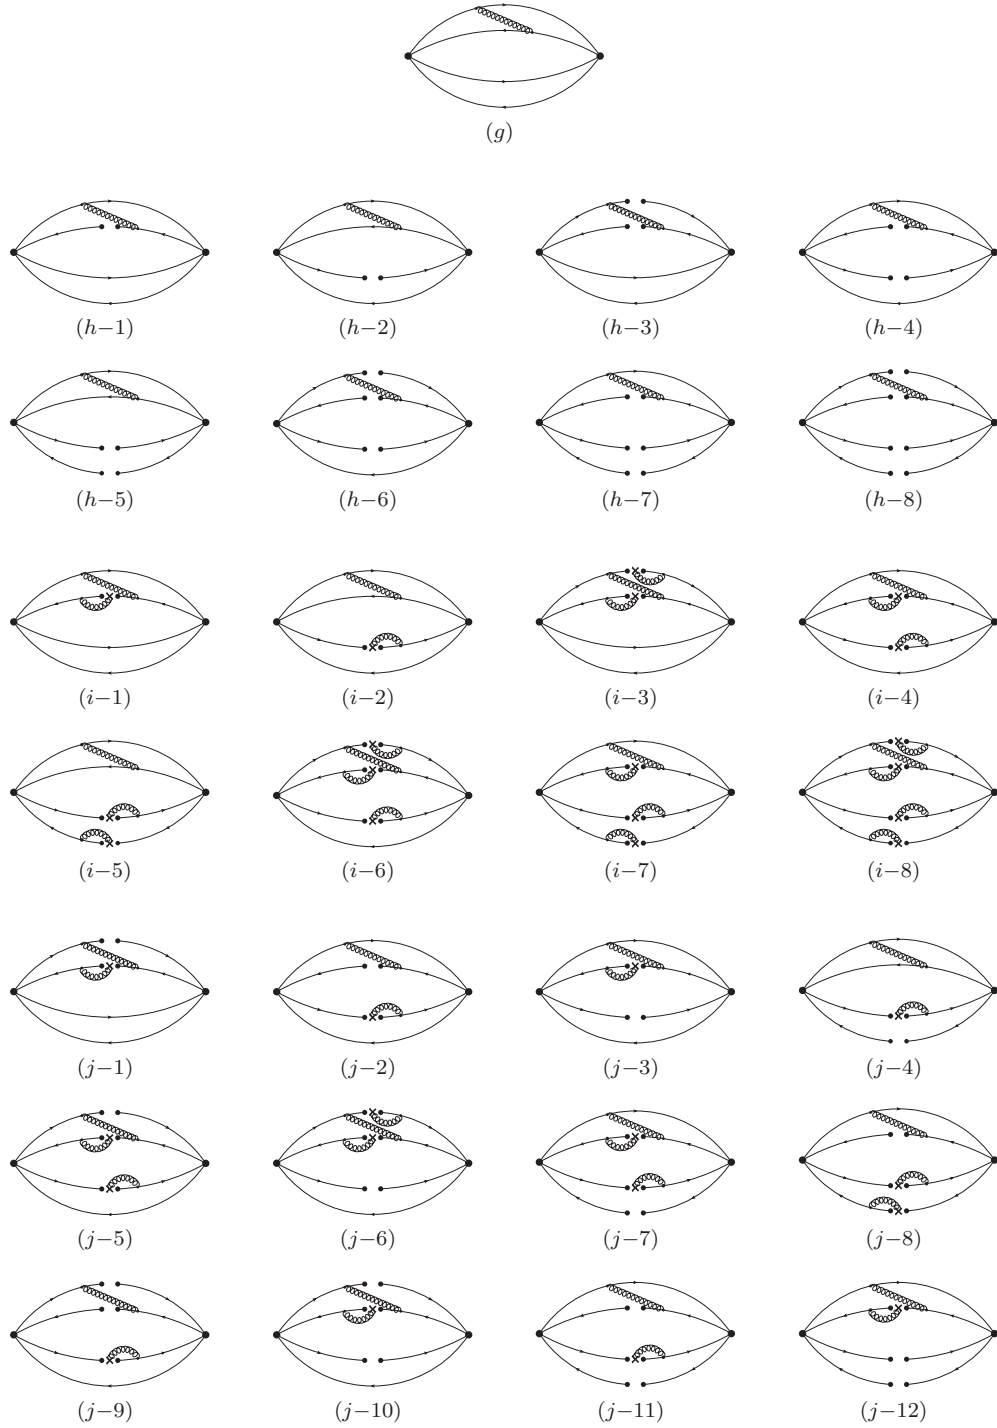 (g)
(h−1) (h−2) (h−3) (h−4)
(h−5) (h−6) (h−7) (h−8)
(i−1) (i−2) (i−3) (i−4)
(i−5) (i−6) (i−7) (i−8)
(j−1) (j−2) (j−3) (j−4)
(j−5) (j−6) (j−7) (j−8)
(j−9) (j−10) (j−11) (j−12)